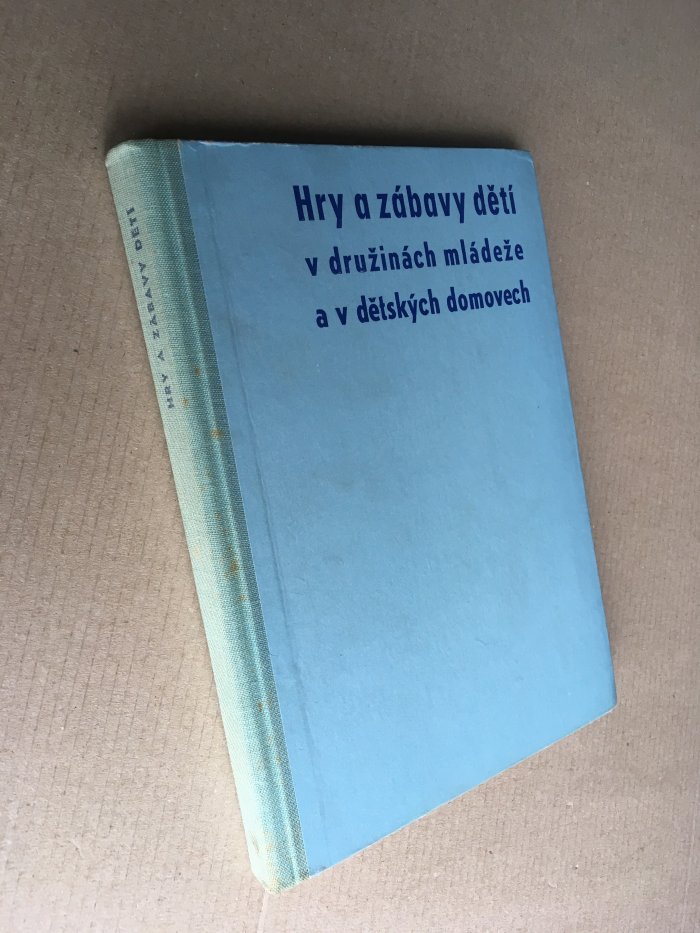 Hry a zábavy dětí
v družinách mládeže
a v dětských domovech
HRY A ZÁBAVY DĚTÍ